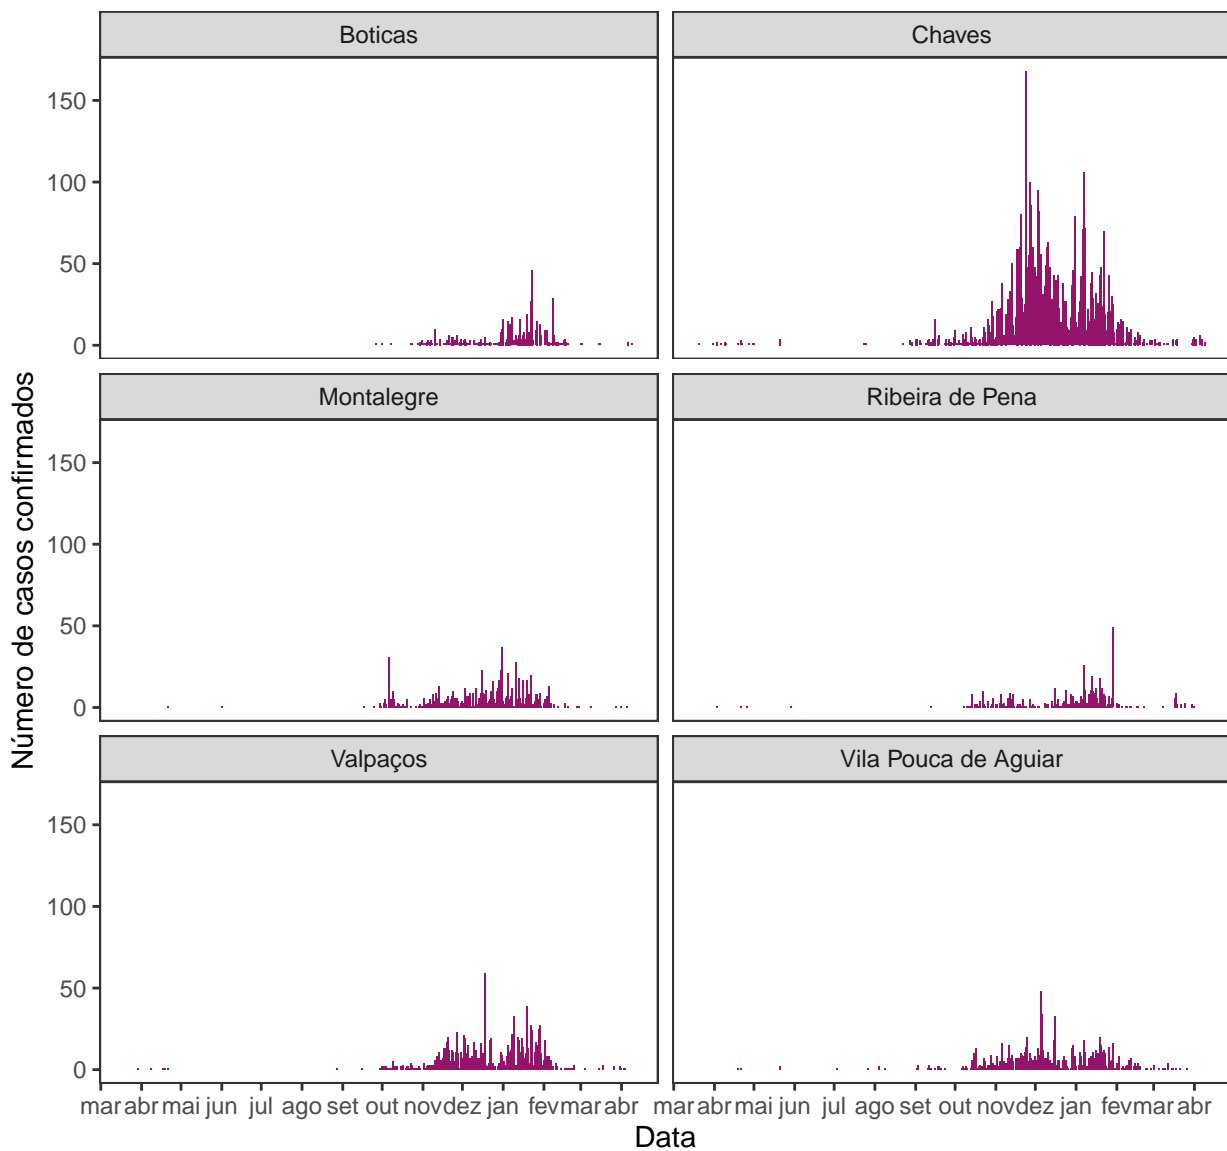 Boticas
Chaves
150
100
50
0
Montalegre
Ribeira de Pena
150
100
50
0
Número de casos confirmados
Valpaços
Vila Pouca de Aguiar
150
100
50
0
mar abr mai jun jul ago set out nov dez jan fev mar abr
mar abr mai jun jul ago set out nov dez jan fev mar abr
Data